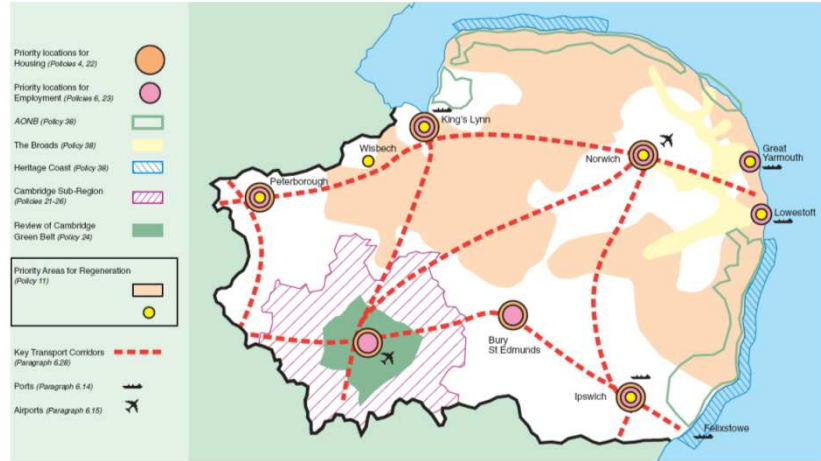 Priority locations for
Housing (Policies 4, 22)
Priority locations for
Employment (Policies 6, 23)
AONB (Policy 38)
The Broads (Policy 38)
Heritage Coast (Policy 38)
Cambridge Sub-Region
(Policies 21-26)
Review of Cambridge
Green Belt (Policy 24)
Priority Areas for Regeneration
(Policy 11)
Key Transport Corridors
(Paragraph 6.26)
Ports (Paragraph 6.14)
Airports (Paragraph 6.15)
King's Lynn
Wisbech
Norwich
Great
Yarmouth
Peterborough
Lowestoft
Bury
St Edmunds
Ipswich
Felixstowe